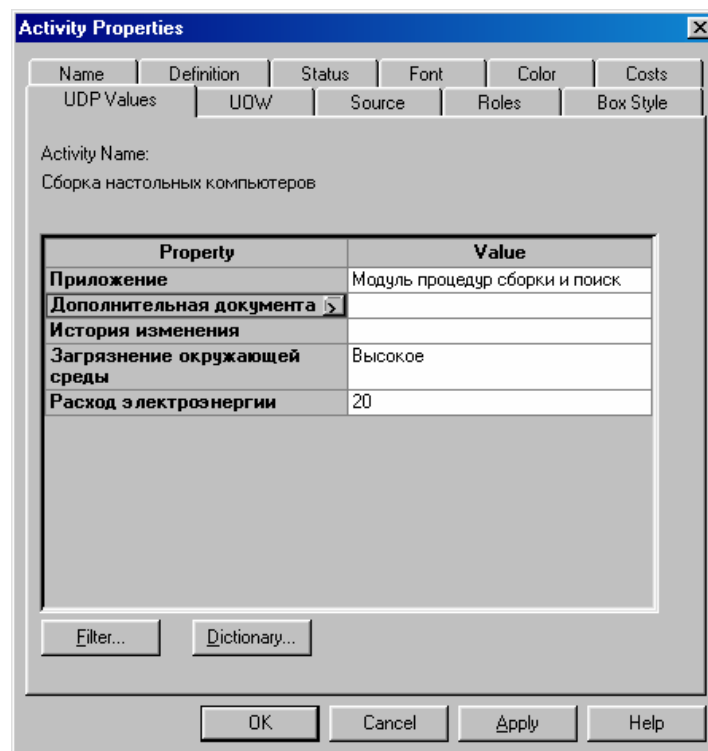 Activity Properties
Name Definition Status Font Color Costs
UDP Values UOW Source Roles Box Style
Activity Name:
Сборка настольных компьютеров
Property Value
Приложение Модуль процедур сборки и поиск
Дополнительная документа
История изменения
Загрязнение окружающей Высокое
среды
Расход электроэнергии 20
Filter... Dictionary...
OK Cancel Apply Help